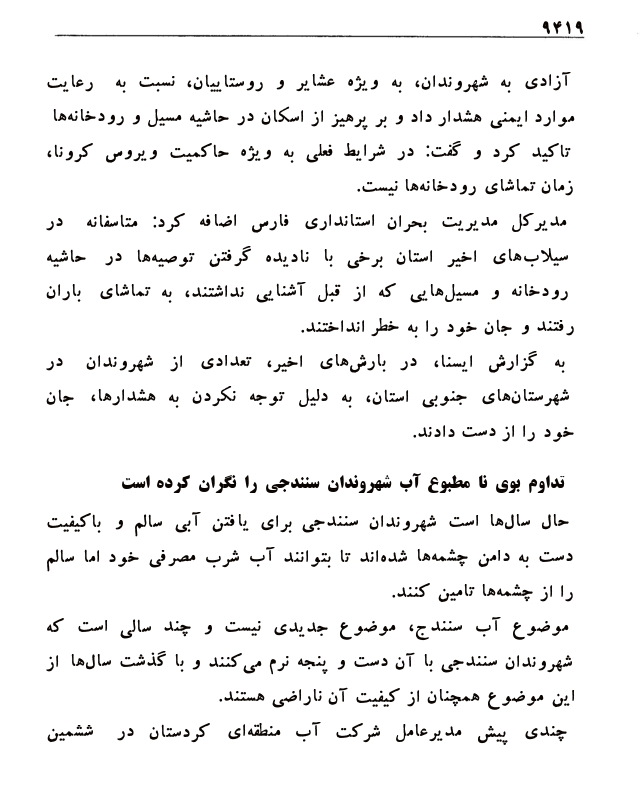 ۹۴۱۹
آزادی به شهروندان، به ویژه عشایر و روستاییان، نسبت به رعایت
موارد ایمنی هشدار داد و بر پرهیز از اسکان در حاشیه مسیل و رودخانه‌ها
تاکید کرد و گفت: در شرایط فعلی به ویژه حاکمیت ویروس کرونا،
زمان تماشای رودخانه‌ها نیست.
مدیرکل مدیریت بحران استانداری فارس اضافه کرد: متاسفانه در
سیلاب‌های اخیر استان برخی با نادیده گرفتن توصیه‌ها در حاشیه
رودخانه و مسیل‌هایی که از قبل آشنایی نداشتند، به تماشای باران
رفتند و جان خود را به خطر انداختند.
به گزارش ایسنا، در بارش‌های اخیر، تعدادی از شهروندان در
شهرستان‌های جنوبی استان، به دلیل توجه نکردن به هشدارها، جان
خود را از دست دادند.
تداوم بوی نا مطبوع آب شهروندان سنندجی را نگران کرده است
حال سال‌ها است شهروندان سنندجی برای یافتن آبی سالم و باکیفیت
دست به دامن چشمه‌ها شده‌اند تا بتوانند آب شرب مصرفی خود اما سالم
را از چشمه‌ها تامین کنند.
موضوع آب سنندج، موضوع جدیدی نیست و چند سالی است که
شهروندان سنندجی با آن دست و پنجه نرم می‌کنند و با گذشت سال‌ها از
این موضوع همچنان از کیفیت آن ناراضی هستند.
چندی پیش مدیرعامل شرکت آب منطقه‌ای کردستان در ششمین